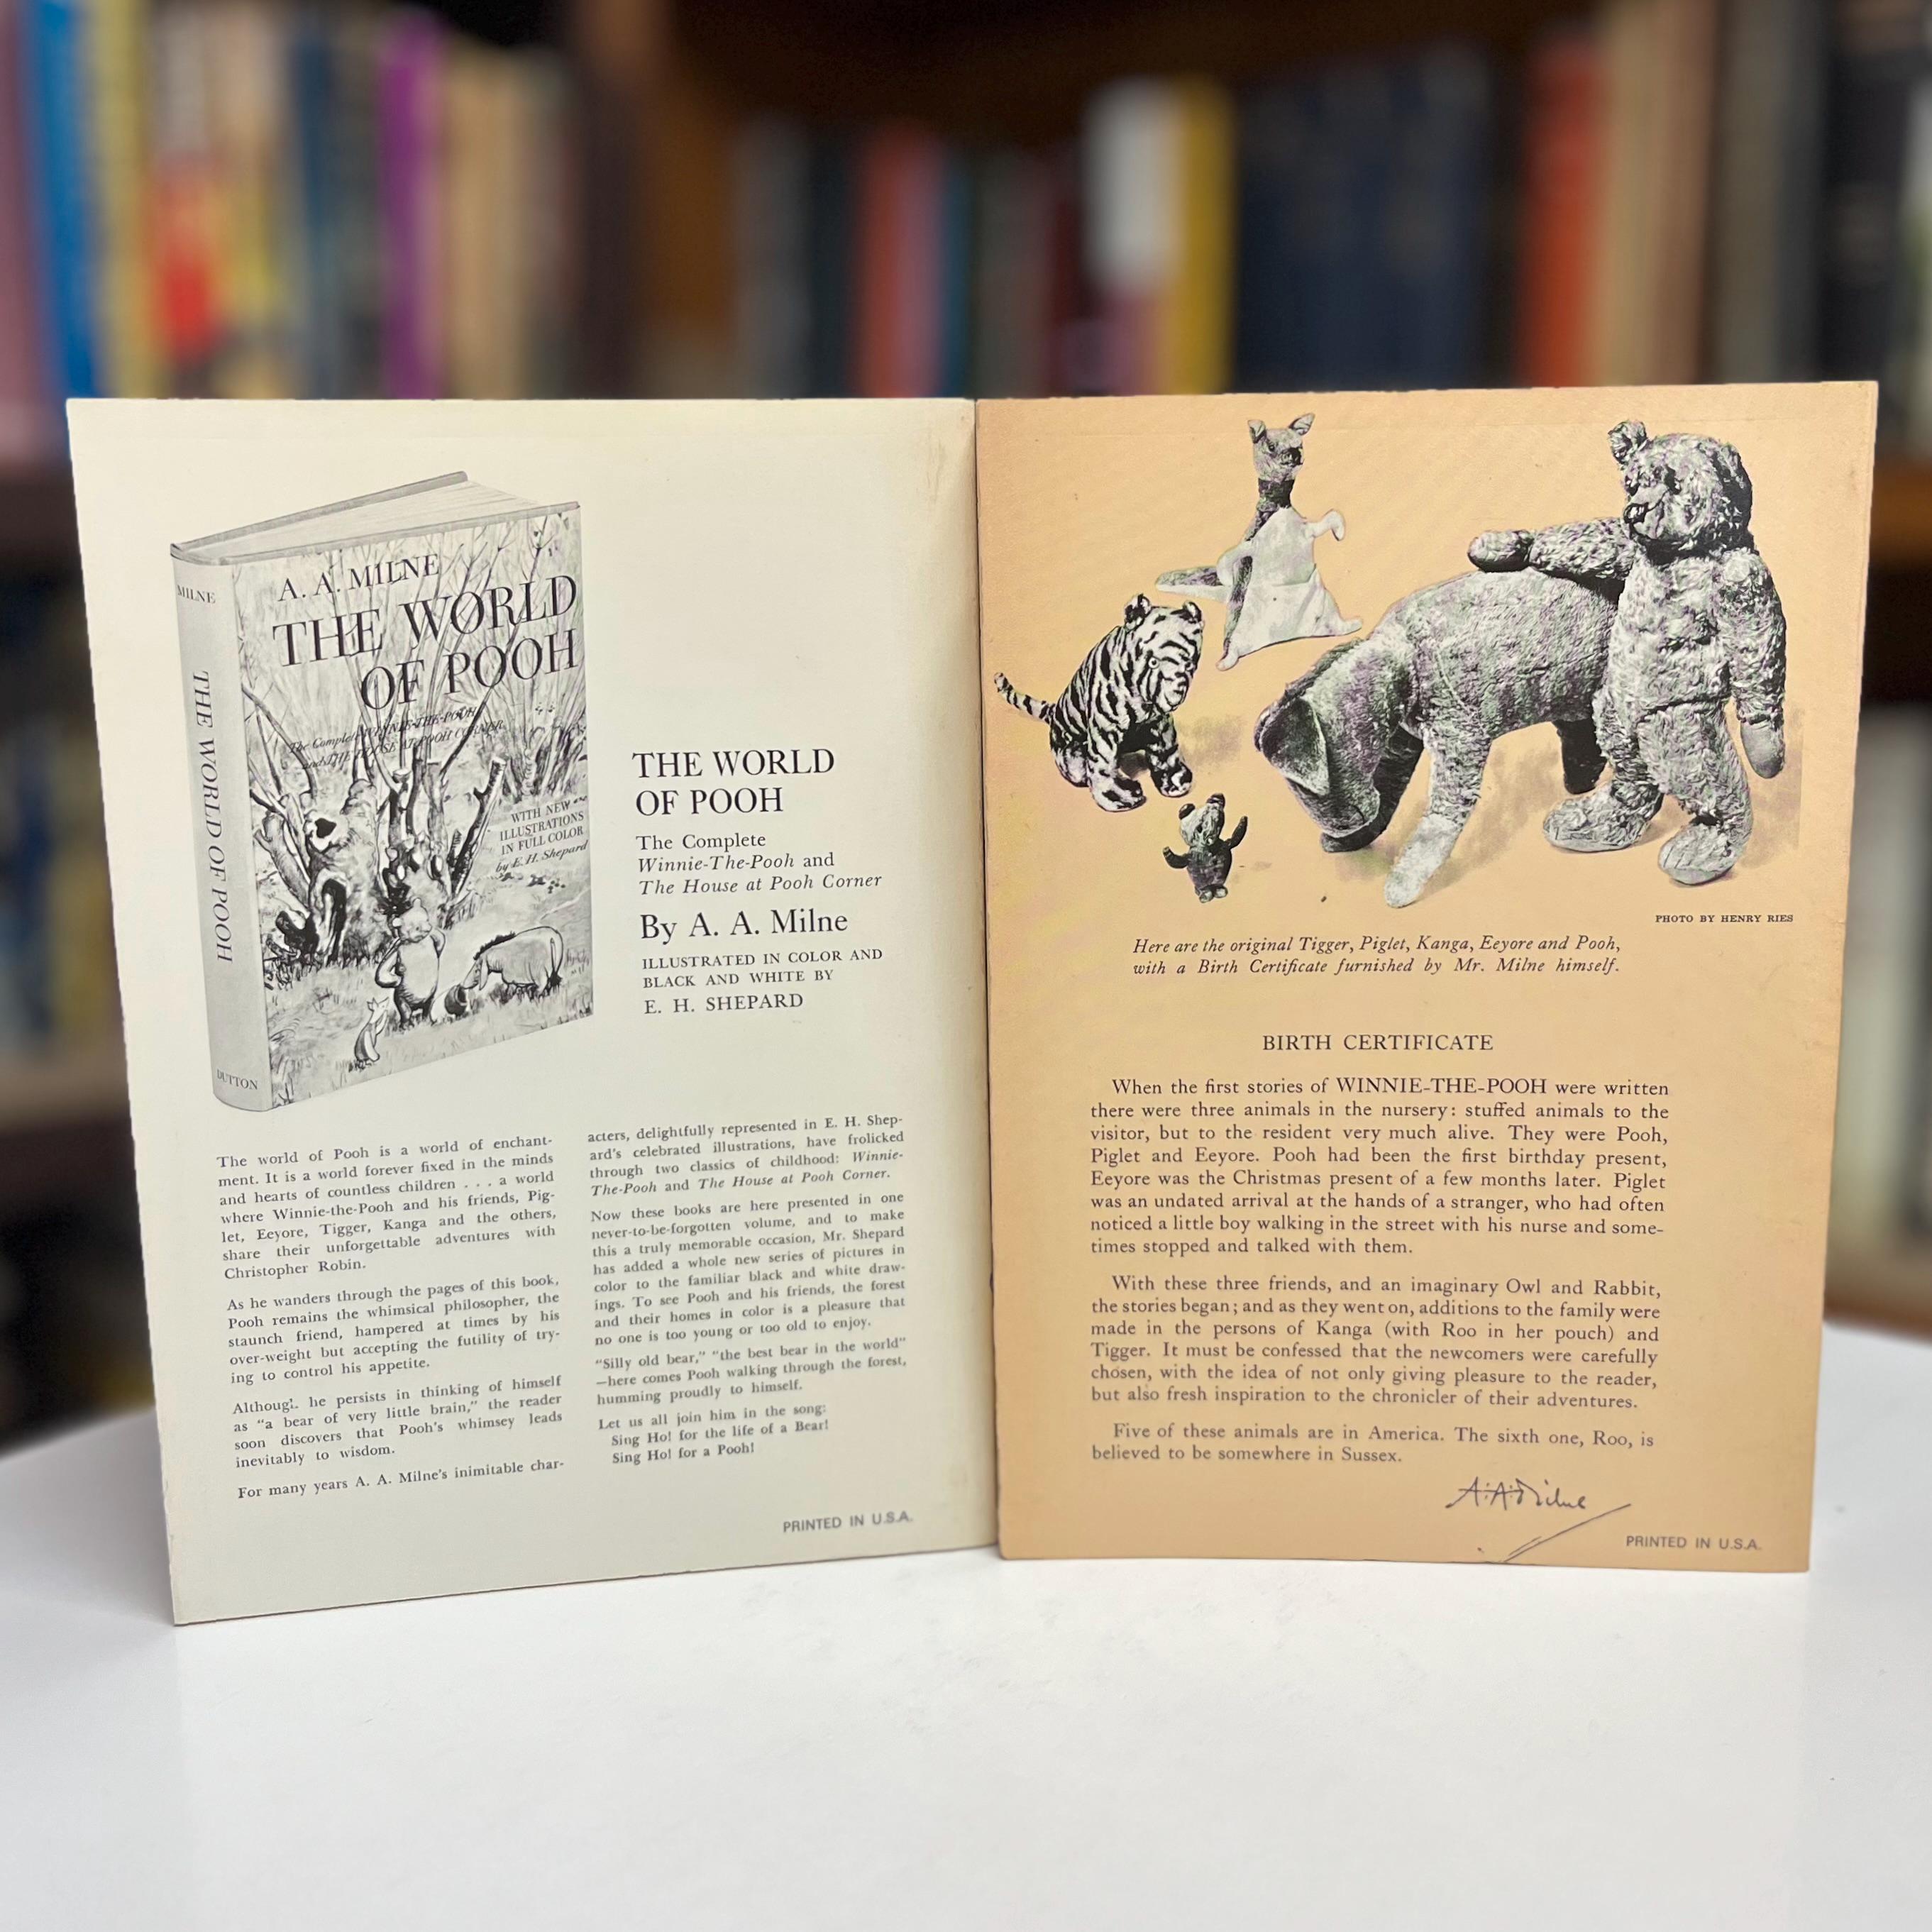 MILNE
THE WORLD OF POOH
DUTTON
A. A. MILNE
THE WORLD
OF POOH
The Complete WINNIE-THE-POOH
and THE HOUSE AT POOH CORNER
WITH NEW
ILLUSTRATIONS
IN FULL COLOR
by E. H. Shepard
THE WORLD
OF POOH
The Complete
Winnie-The-Pooh and
The House at Pooh Corner
By A. A. Milne
ILLUSTRATED IN COLOR AND
BLACK AND WHITE BY
E. H. SHEPARD
The world of Pooh is a world of enchant-
ment. It is a world forever fixed in the minds
and hearts of countless children . . . a world
where Winnie-the-Pooh and his friends, Pig-
let, Eeyore, Tigger, Kanga and the others,
share their unforgettable adventures with
Christopher Robin.
As he wanders through the pages of this book,
Pooh remains the whimsical philosopher, the
staunch friend, hampered at times by his
over-weight but accepting the futility of try-
ing to control his appetite.
Although he persists in thinking of himself
as "a bear of very little brain," the reader
soon discovers that Pooh's whimsey leads
inevitably to wisdom.
For many years A. A. Milne's inimitable char-
acters, delightfully represented in E. H. Shep-
ard's celebrated illustrations, have frolicked
through two classics of childhood: Winnie-
The-Pooh and The House at Pooh Corner.
Now these books are here presented in one
never-to-be-forgotten volume, and to make
this a truly memorable occasion, Mr. Shepard
has added a whole new series of pictures in
color to the familiar black and white draw-
ings. To see Pooh and his friends, the forest
and their homes in color is a pleasure that
no one is too young or too old to enjoy.
"Silly old bear," "the best bear in the world"
—here comes Pooh walking through the forest,
humming proudly to himself.
Let us all join him in the song:
Sing Ho! for the life of a Bear!
Sing Ho! for a Pooh!
PRINTED IN U.S.A.
PHOTO BY HENRY RIES
Here are the original Tigger, Piglet, Kanga, Eeyore and Pooh,
with a Birth Certificate furnished by Mr. Milne himself.
BIRTH CERTIFICATE
When the first stories of WINNIE-THE-POOH were written
there were three animals in the nursery: stuffed animals to the
visitor, but to the resident very much alive. They were Pooh,
Piglet and Eeyore. Pooh had been the first birthday present,
Eeyore was the Christmas present of a few months later. Piglet
was an undated arrival at the hands of a stranger, who had often
noticed a little boy walking in the street with his nurse and some-
times stopped and talked with them.
With these three friends, and an imaginary Owl and Rabbit,
the stories began; and as they went on, additions to the family were
made in the persons of Kanga (with Roo in her pouch) and
Tigger. It must be confessed that the newcomers were carefully
chosen, with the idea of not only giving pleasure to the reader,
but also fresh inspiration to the chronicler of their adventures.
Five of these animals are in America. The sixth one, Roo, is
believed to be somewhere in Sussex.
A. A. Milne
PRINTED IN U.S.A.